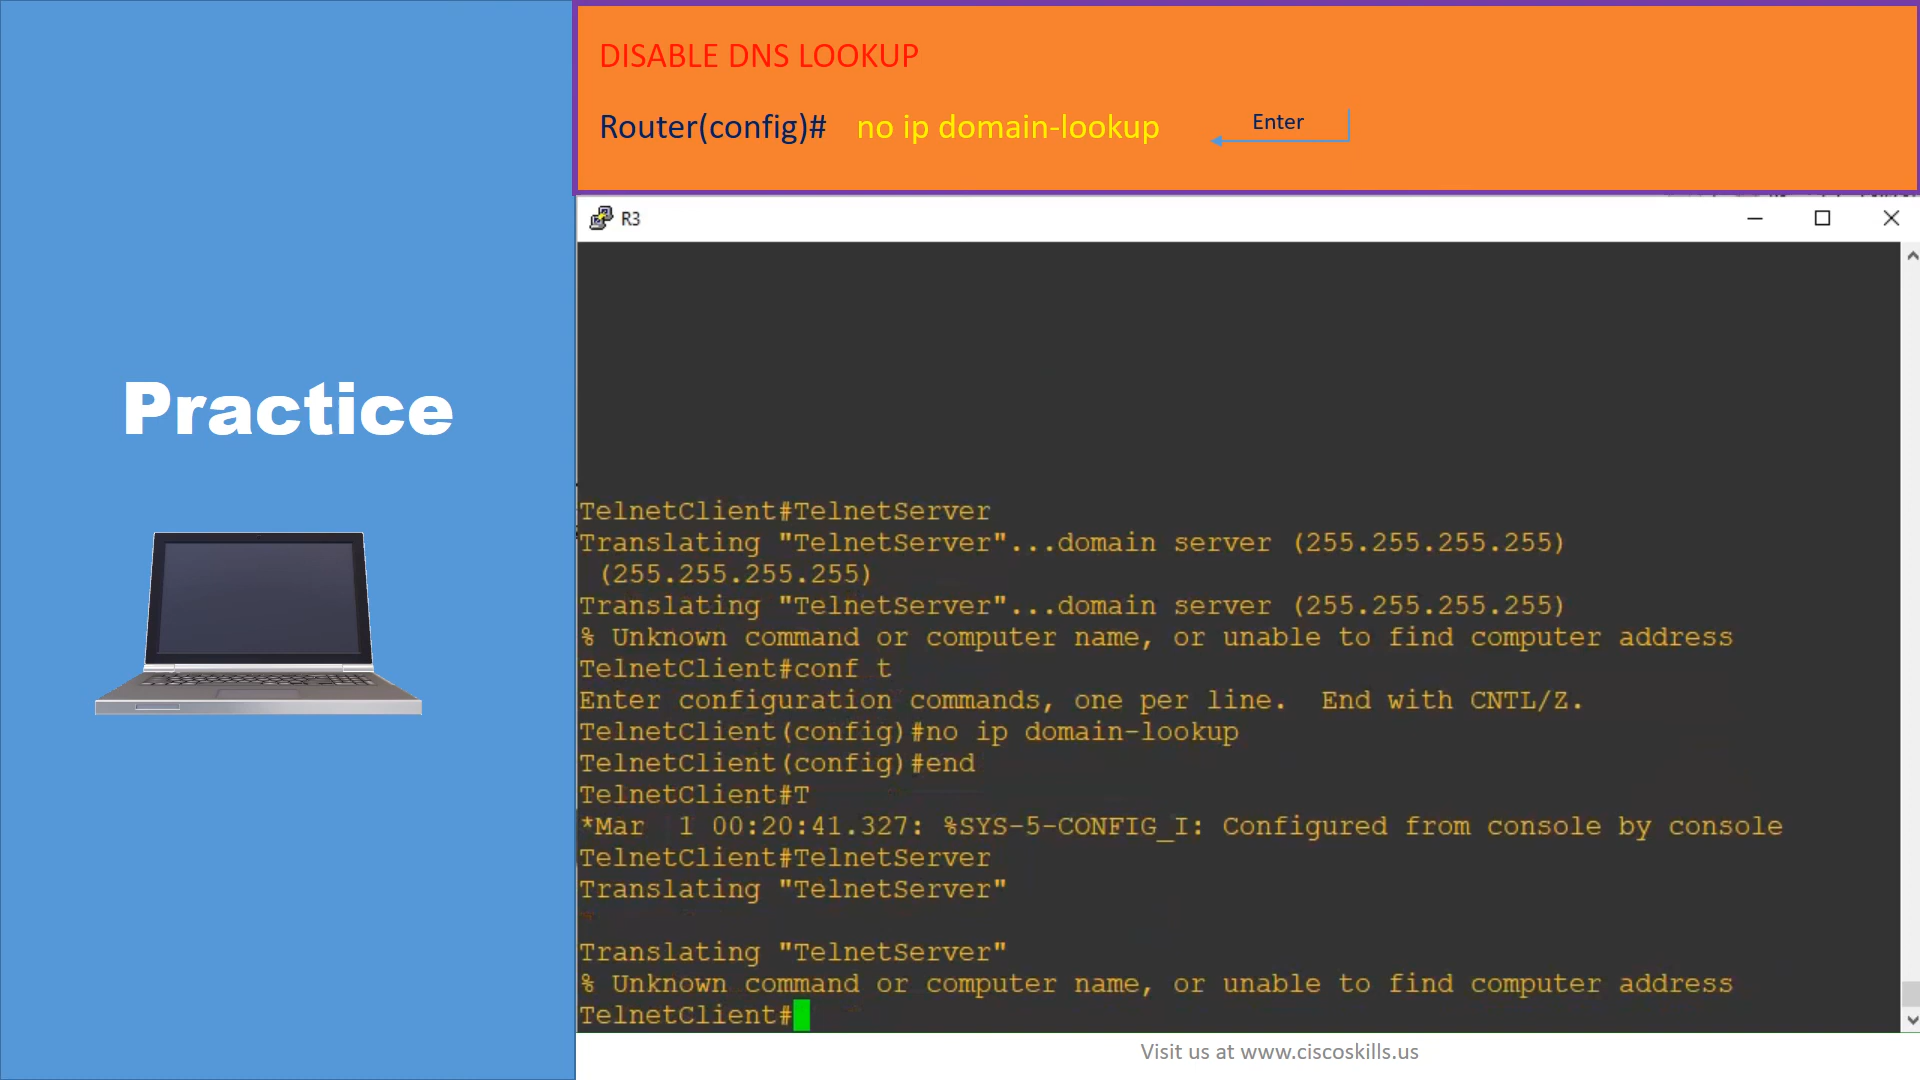 DISABLE DNS LOOKUP
Router(config)# no ip domain-lookup Enter
R3
Practice
TelnetClient#TelnetServer
Translating "TelnetServer"...domain server (255.255.255.255)
(255.255.255.255)
Translating "TelnetServer"...domain server (255.255.255.255)
% Unknown command or computer name, or unable to find computer address
TelnetClient#conf t
Enter configuration commands, one per line.  End with CNTL/Z.
TelnetClient(config)#no ip domain-lookup
TelnetClient(config)#end
TelnetClient#T
*Mar  1 00:20:41.327: %SYS-5-CONFIG_I: Configured from console by console
TelnetClient#TelnetServer
Translating "TelnetServer"
Translating "TelnetServer"
% Unknown command or computer name, or unable to find computer address
TelnetClient#
Visit us at www.ciscoskills.us